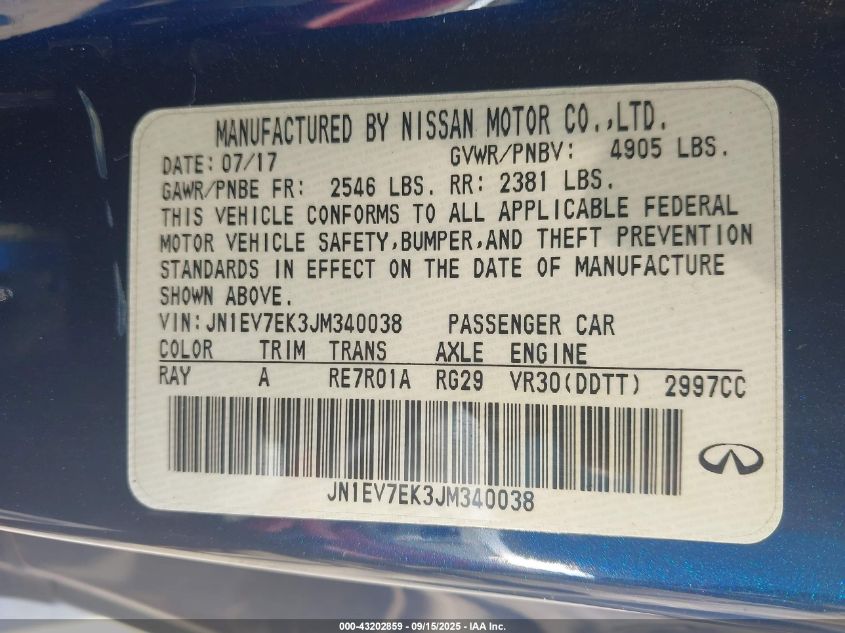 MANUFACTURED BY NISSAN MOTOR CO.,LTD.
DATE: 07/17 GVWR/PNBV: 4905 LBS.
GAWR/PNBE FR: 2546 LBS. RR: 2381 LBS.
THIS VEHICLE CONFORMS TO ALL APPLICABLE FEDERAL
MOTOR VEHICLE SAFETY,BUMPER,AND THEFT PREVENTION
STANDARDS IN EFFECT ON THE DATE OF MANUFACTURE
SHOWN ABOVE.
VIN:JN1EV7EK3JM340038 PASSENGER CAR
COLOR TRIM TRANS AXLE ENGINE
RAY A RE7R01A RG29 VR30(DDTT) 2997CC
JN1EV7EK3JM340038
000-43202859 - 09/15/2025 - IAA Inc.